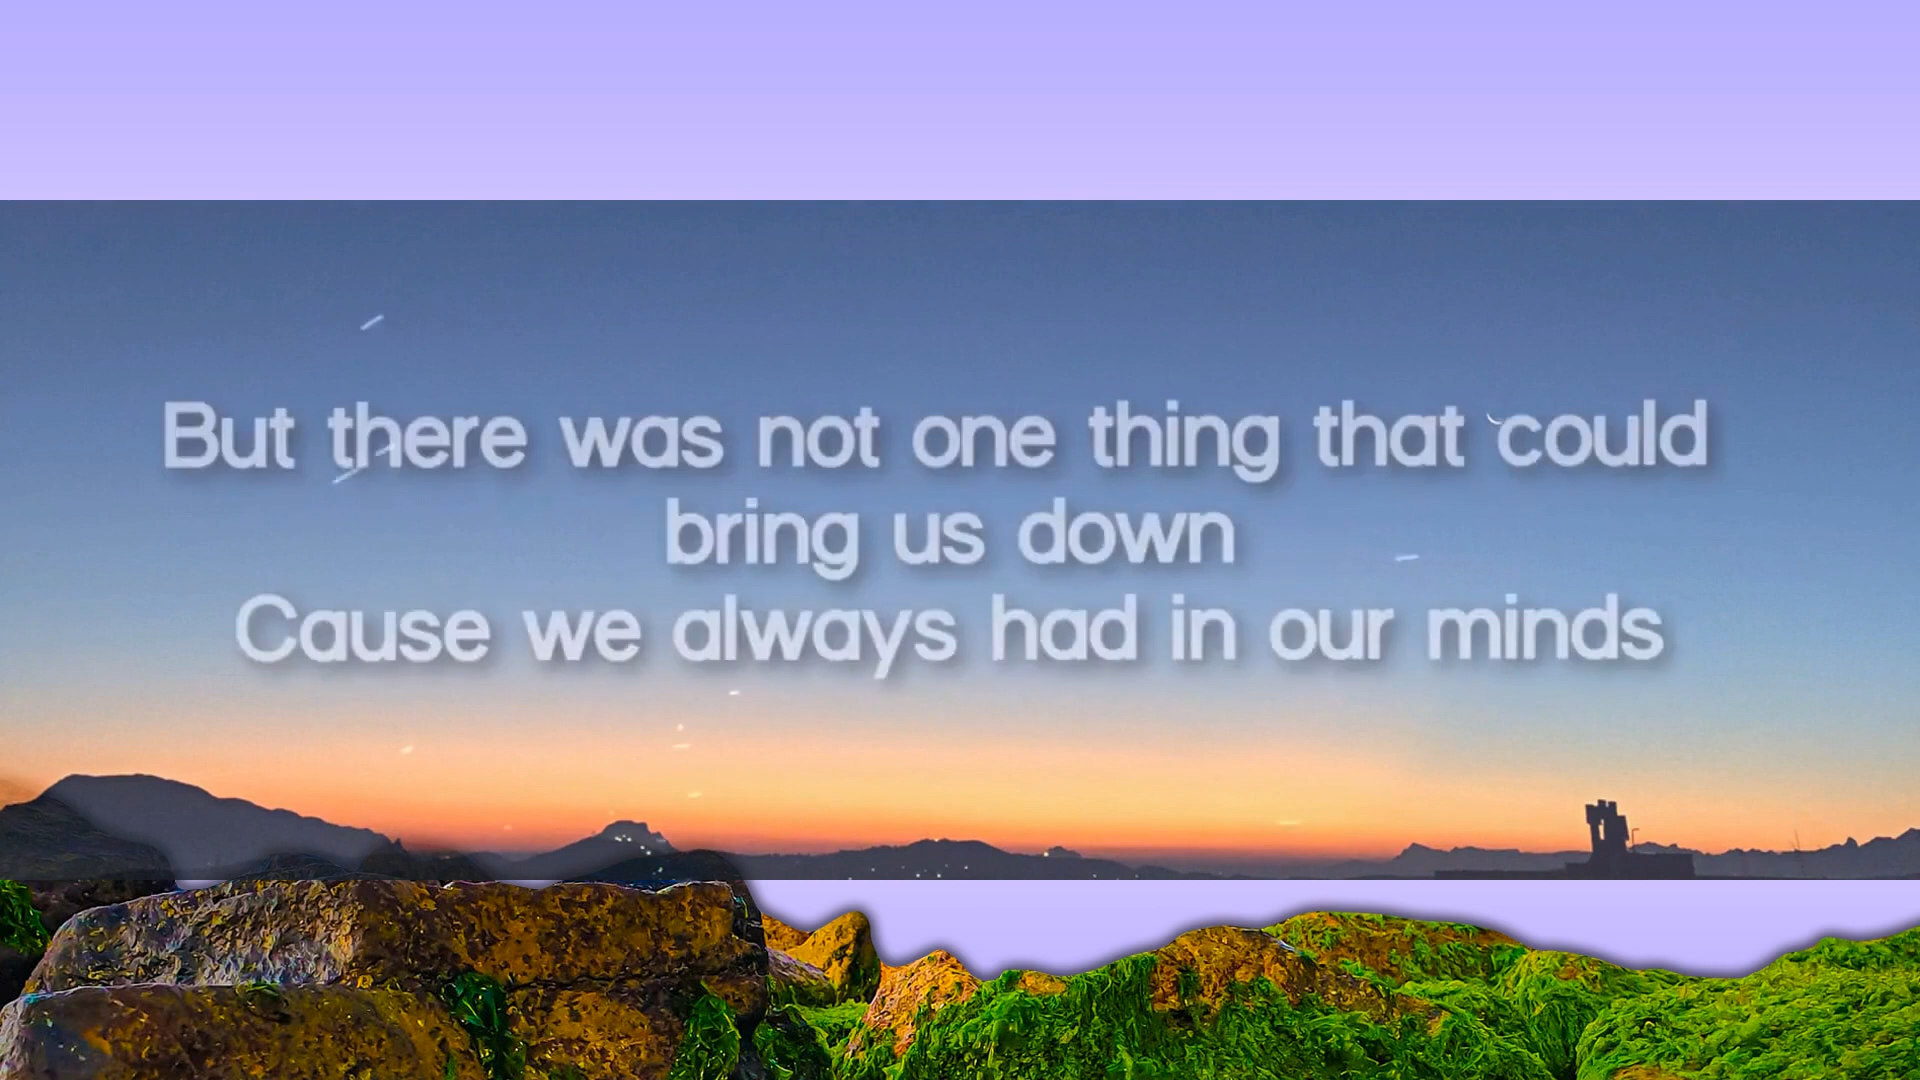 But there was not one thing that could
bring us down
Cause we always had in our minds